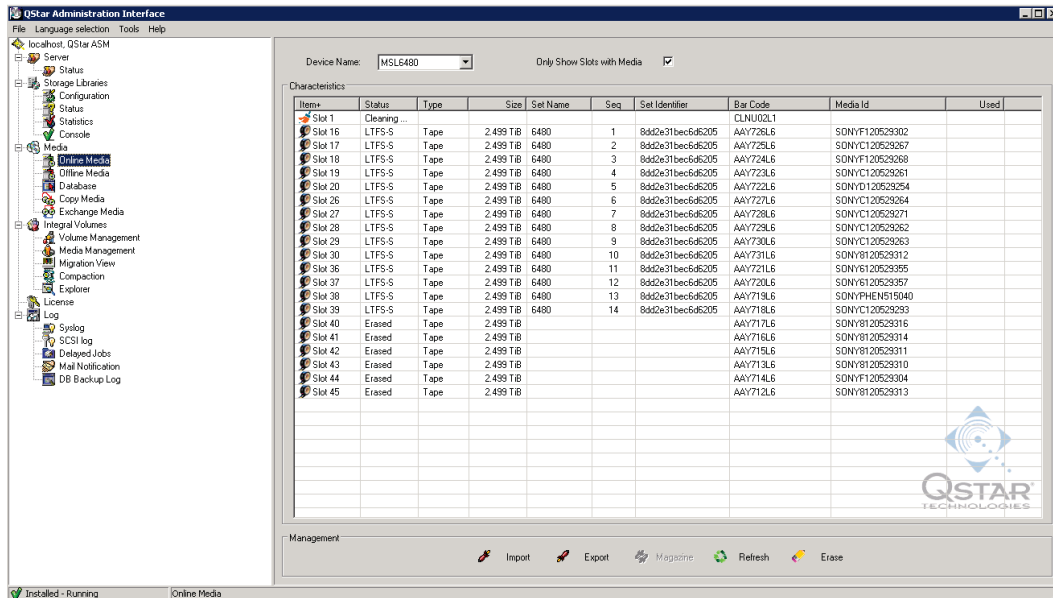 QStar Administration Interface
File Language selection Tools Help
localhost, QStar ASM
Server
Status
Storage Libraries
Configuration
Status
Statistics
Console
Media
Online Media
Offline Media
Database
Copy Media
Exchange Media
Integral Volumes
Volume Management
Media Management
Migration View
Compaction
Explorer
License
Log
Syslog
SCSI log
Delayed Jobs
Mail Notification
DB Backup Log
Device Name: MSL6480 Only Show Slots with Media
Characteristics
Item+ Status Type Size Set Name Seq Set Identifier Bar Code Media Id Used
Slot 1 Cleaning ... CLNU02L1
Slot 16 LTFS-S Tape 2.499 TiB 6480 1 8dd2e31bec6d6205 AAY726L6 SONYF120529302
Slot 17 LTFS-S Tape 2.499 TiB 6480 2 8dd2e31bec6d6205 AAY725L6 SONYC120529267
Slot 18 LTFS-S Tape 2.499 TiB 6480 3 8dd2e31bec6d6205 AAY724L6 SONYF120529268
Slot 19 LTFS-S Tape 2.499 TiB 6480 4 8dd2e31bec6d6205 AAY723L6 SONYC120529261
Slot 20 LTFS-S Tape 2.499 TiB 6480 5 8dd2e31bec6d6205 AAY722L6 SONYD120529254
Slot 26 LTFS-S Tape 2.499 TiB 6480 6 8dd2e31bec6d6205 AAY727L6 SONYC120529264
Slot 27 LTFS-S Tape 2.499 TiB 6480 7 8dd2e31bec6d6205 AAY728L6 SONYC120529271
Slot 28 LTFS-S Tape 2.499 TiB 6480 8 8dd2e31bec6d6205 AAY729L6 SONYC120529262
Slot 29 LTFS-S Tape 2.499 TiB 6480 9 8dd2e31bec6d6205 AAY730L6 SONYC120529263
Slot 30 LTFS-S Tape 2.499 TiB 6480 10 8dd2e31bec6d6205 AAY731L6 SONY8120529312
Slot 36 LTFS-S Tape 2.499 TiB 6480 11 8dd2e31bec6d6205 AAY721L6 SONY6120529355
Slot 37 LTFS-S Tape 2.499 TiB 6480 12 8dd2e31bec6d6205 AAY720L6 SONY6120529357
Slot 38 LTFS-S Tape 2.499 TiB 6480 13 8dd2e31bec6d6205 AAY719L6 SONYPHEN515040
Slot 39 LTFS-S Tape 2.499 TiB 6480 14 8dd2e31bec6d6205 AAY718L6 SONYC120529293
Slot 40 Erased Tape 2.499 TiB AAY717L6 SONY8120529316
Slot 41 Erased Tape 2.499 TiB AAY716L6 SONY8120529314
Slot 42 Erased Tape 2.499 TiB AAY715L6 SONY8120529311
Slot 43 Erased Tape 2.499 TiB AAY713L6 SONY8120529310
Slot 44 Erased Tape 2.499 TiB AAY714L6 SONYF120529304
Slot 45 Erased Tape 2.499 TiB AAY712L6 SONY8120529313
QSTAR
TECHNOLOGIES
Management
Import Export Magazine Refresh Erase
Installed - Running Online Media